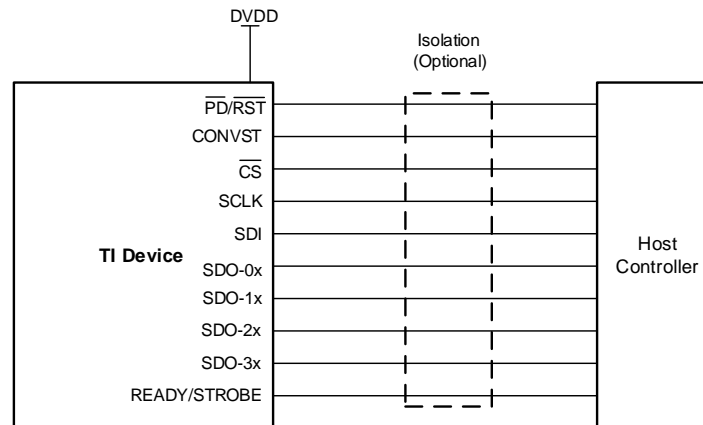 DVDD
Isolation
(Optional)
PD/RST
CONVST
CS
SCLK
SDI
TI Device
SDO-0x
SDO-1x
SDO-2x
SDO-3x
READY/STROBE
Host
Controller